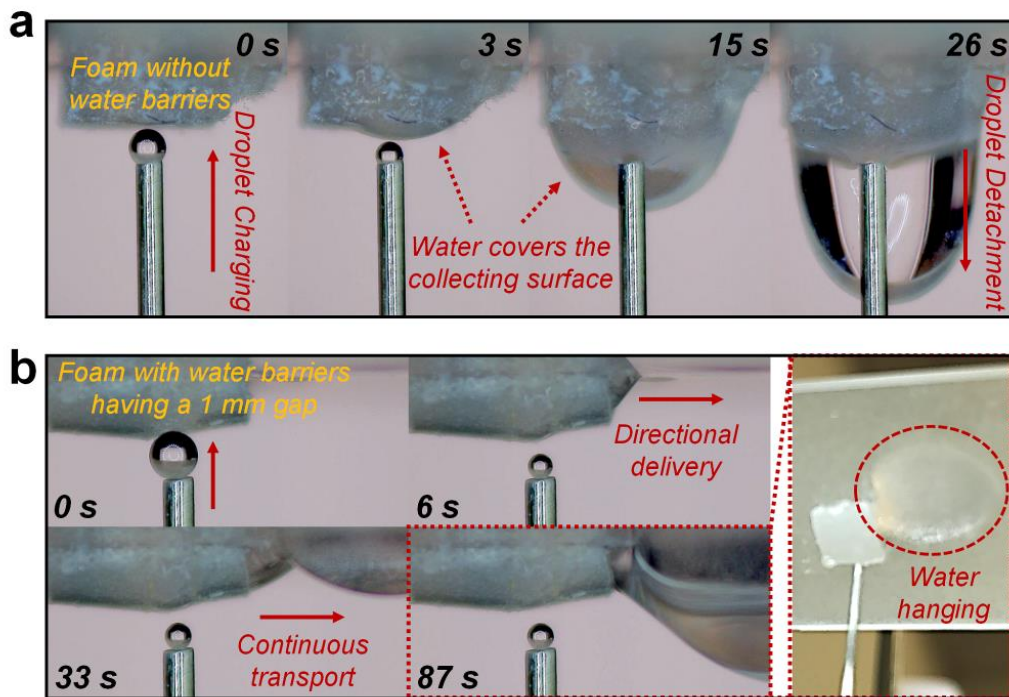 a
0 s
3 s
15 s
26 s
Foam without
water barriers
Droplet Charging
Water covers the
collecting surface
Droplet Detachment
b
Foam with water barriers
having a 1 mm gap
0 s
6 s
Directional
delivery
33 s
Continuous
transport
87 s
Water
hanging